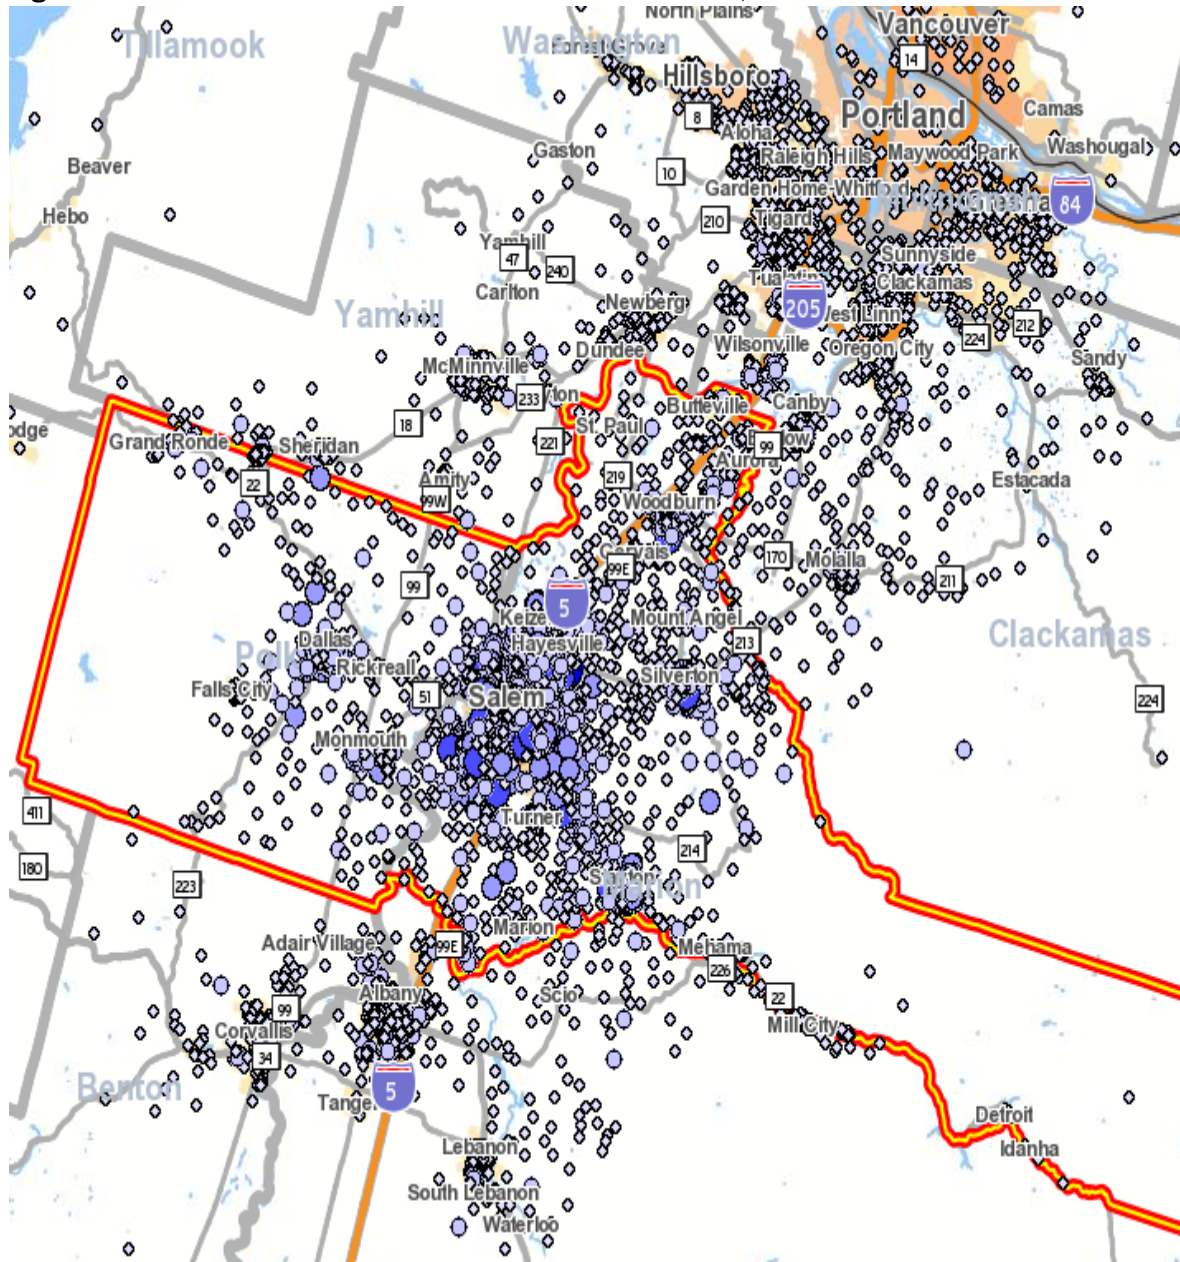 North Plains
Vancouver
Tillamook
Washington
Forest Grove
14
Hillsboro
Camas
8
Portland
Aloha
Gaston
Raleigh Hills
Maywood Park
Washougal
Beaver
10
Garden Home-Whitford
84
Hebo
210
Tigard
Yamhill
47
240
Sunnyside
Tualatin
Clackamas
Carlton
Newberg
205
West Linn
Yamhill
212
224
Wilsonville
Oregon City
Dundee
Sandy
McMinnville
233
Butteville
Canby
18
St. Paul
Grand Ronde
Sheridan
221
99
Aurora
22
Amity
219
Estacada
99W
Woodburn
Gervais
99E
170
Molalla
211
99
5
Keize
Mount Angel
Dallas
Hayesville
213
Clackamas
Polk
Rickreall
Silverton
Falls City
51
Salem
224
Monmouth
411
Turner
214
180
223
Marion
Marion
Adair Village
99E
Mehama
226
Albany
Scio
22
99
Corvallis
Mill City
34
Benton
5
Tange
Detroit
Idanha
Lebanon
South Lebanon
Waterloo